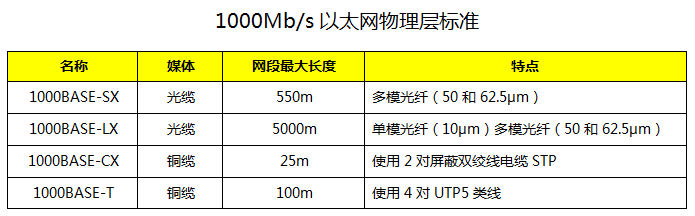 1000Mb/s 以太网物理层标准
名称 媒体 网段最大长度 特点
1000BASE-SX 光缆 550m 多模光纤（50 和 62.5μm）
1000BASE-LX 光缆 5000m 单模光纤（10μm）多模光纤（50 和 62.5μm）
1000BASE-CX 铜缆 25m 使用 2 对屏蔽双绞线电缆 STP
1000BASE-T 铜缆 100m 使用 4 对 UTP5 类线